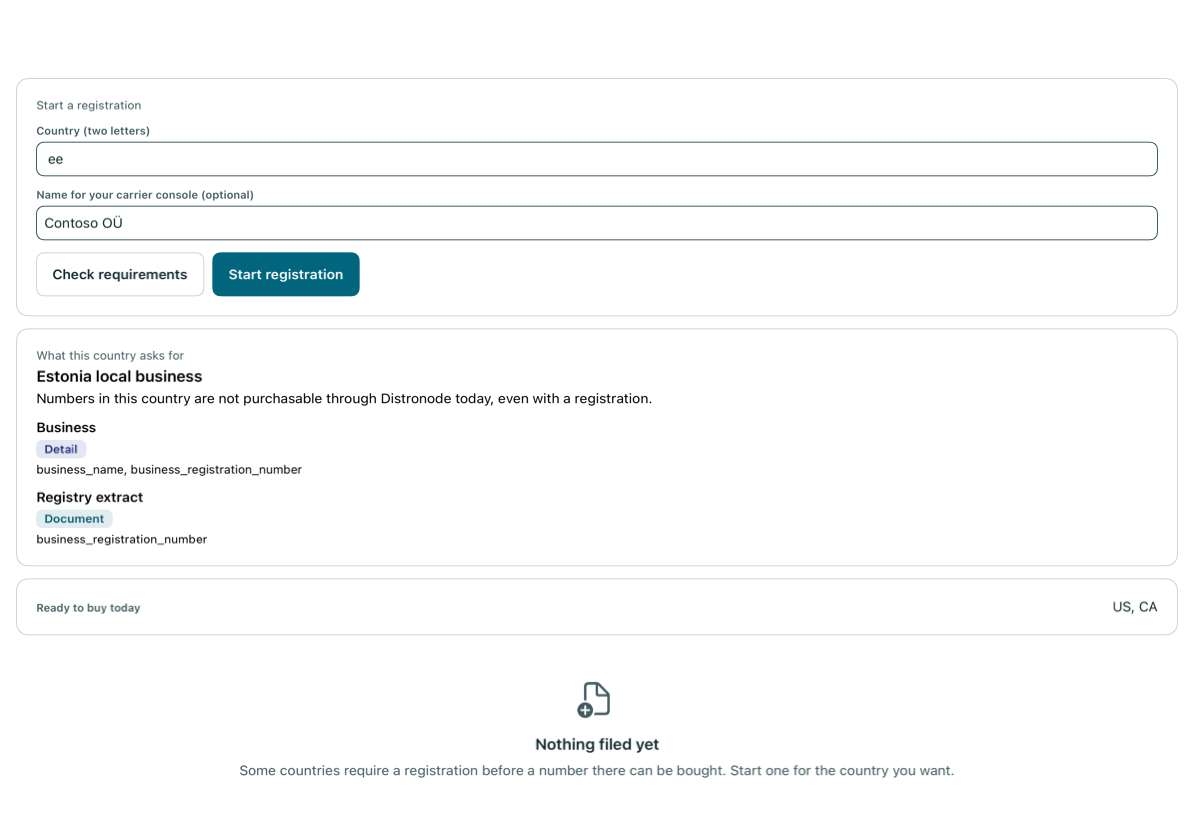 Start a registration
Country (two letters)
ee
Name for your carrier console (optional)
Contoso OÜ
Check requirements
Start registration
What this country asks for
Estonia local business
Numbers in this country are not purchasable through Distronode today, even with a registration.
Business
Detail
business_name, business_registration_number
Registry extract
Document
business_registration_number
Ready to buy today
US, CA
Nothing filed yet
Some countries require a registration before a number there can be bought. Start one for the country you want.